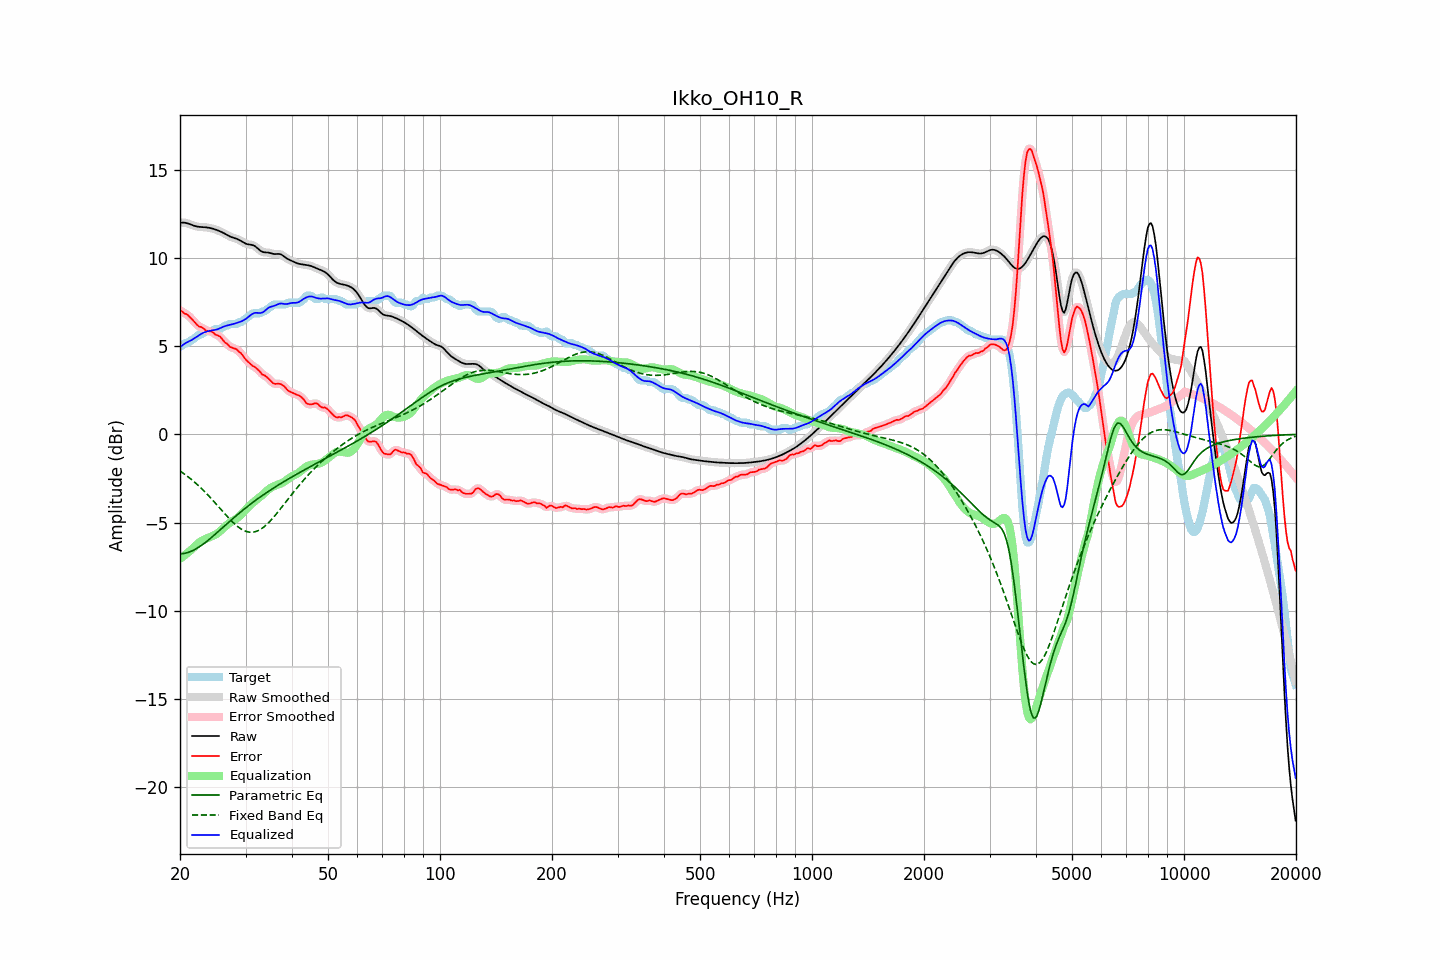 Ikko_OH10_R
Amplitude (dBr)
15
10
5
0
−5
−10
−15
−20
Target
Raw Smoothed
Error Smoothed
Raw
Error
Equalization
Parametric Eq
Fixed Band Eq
Equalized
20 50 100 200 500 1000 2000 5000 10000 20000
Frequency (Hz)